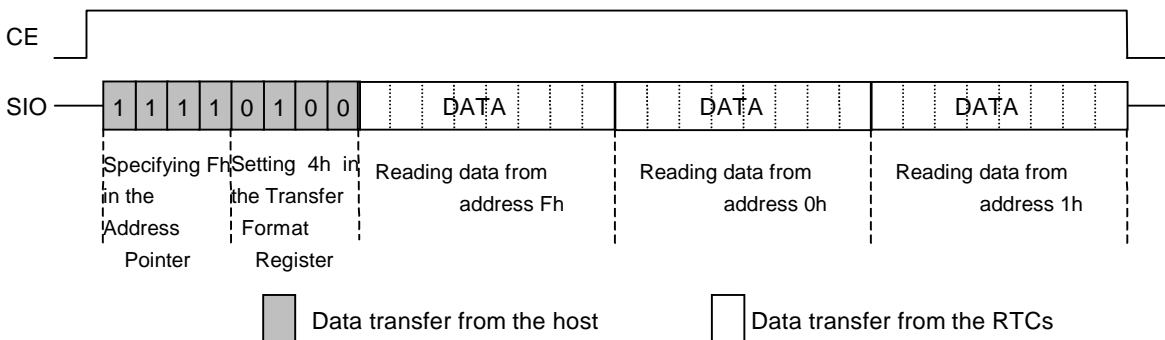 CE
SIO 1 1 1 1 0 1 0 0 DATA DATA DATA
Specifying Fh
in the
Address
Pointer
Setting 4h in
the Transfer
Format
Register
Reading data from
address Fh
Reading data from
address 0h
Reading data from
address 1h
Data transfer from the host
Data transfer from the RTCs